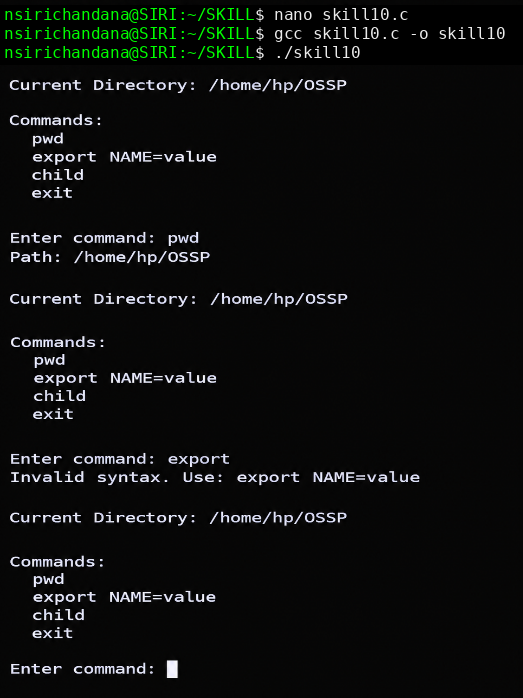 nsirichandana@SIRI:~/SKILL$ nano skill10.c
nsirichandana@SIRI:~/SKILL$ gcc skill10.c -o skill10
nsirichandana@SIRI:~/SKILL$ ./skill10
Current Directory: /home/hp/OSSP
Commands:
pwd
export NAME=value
child
exit
Enter command: pwd
Path: /home/hp/OSSP
Current Directory: /home/hp/OSSP
Commands:
pwd
export NAME=value
child
exit
Enter command: export
Invalid syntax. Use: export NAME=value
Current Directory: /home/hp/OSSP
Commands:
pwd
export NAME=value
child
exit
Enter command: